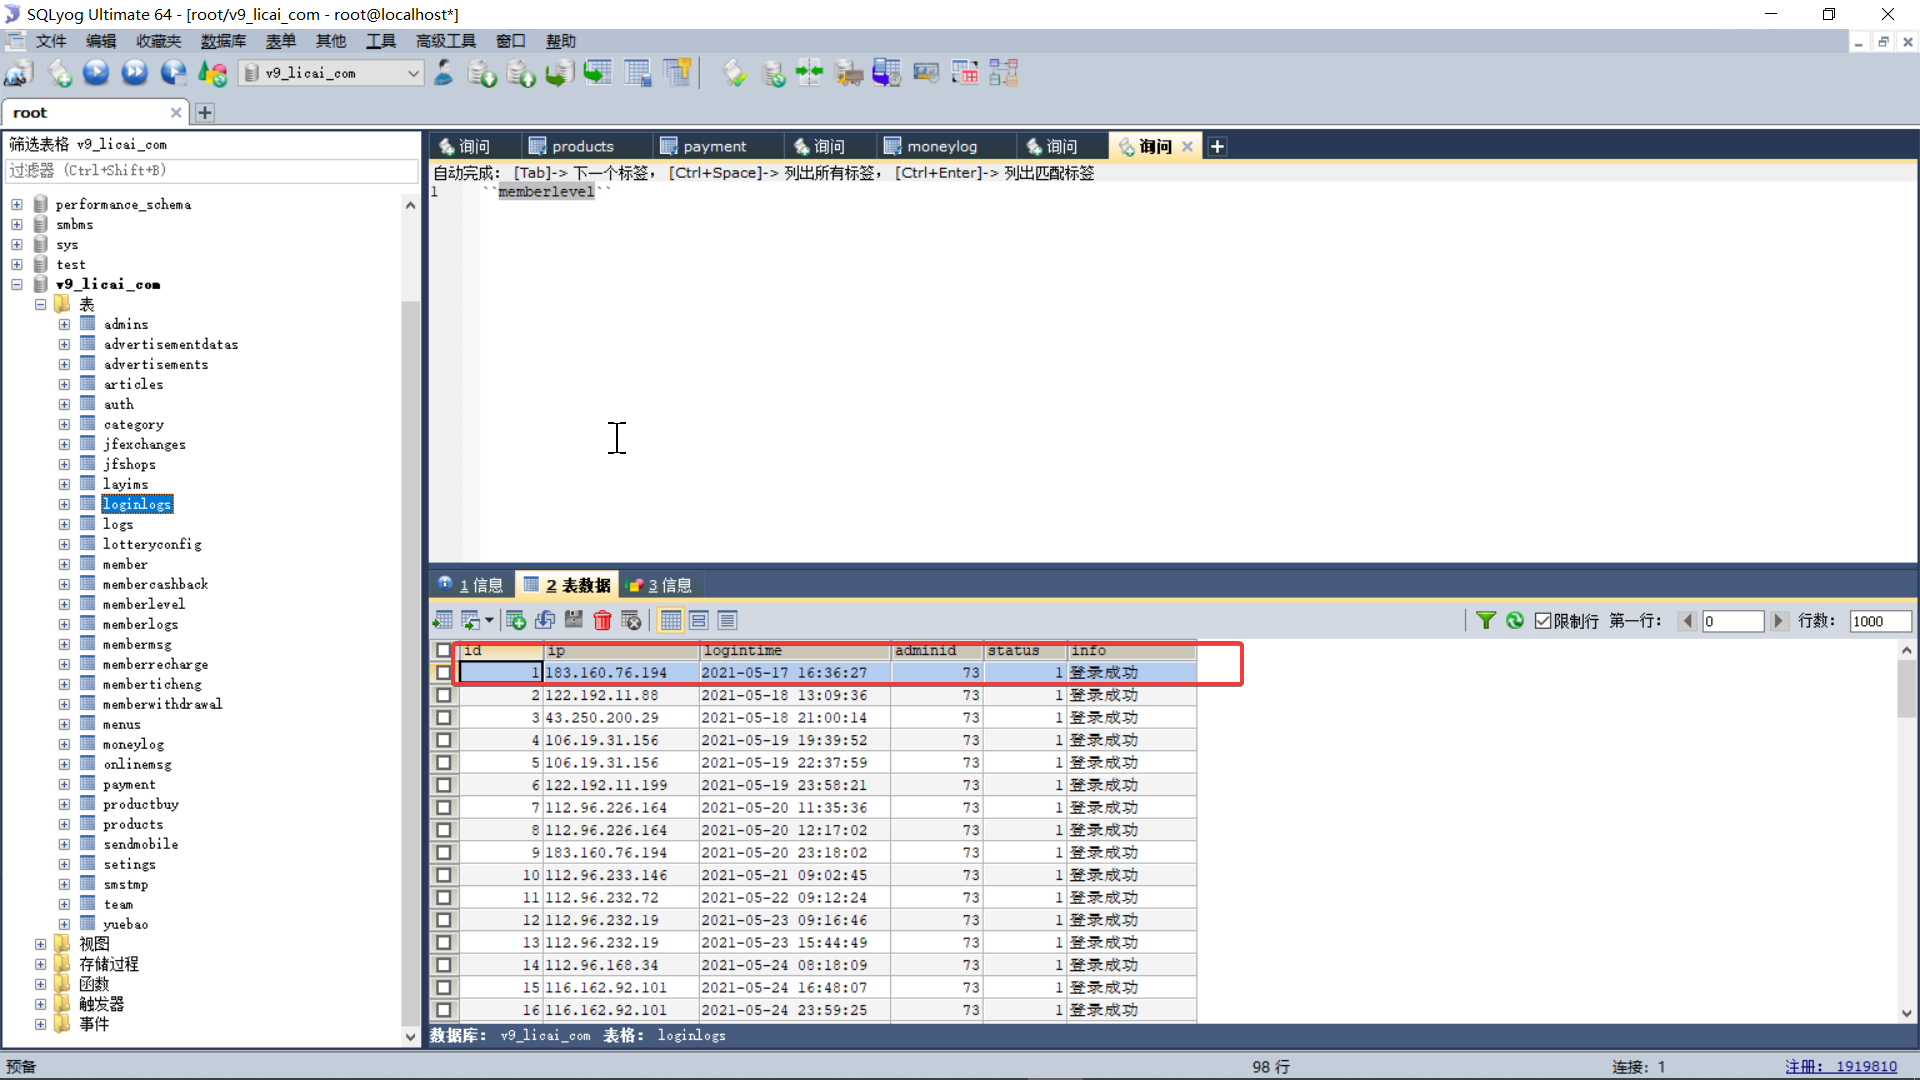 SQLyog Ultimate 64 - [root/v9_licai_com - root@localhost*]
文件 编辑 收藏夹 数据库 表单 其他 工具 高级工具 窗口 帮助
v9_licai_com
root
筛选表格 v9_licai_com
过滤器 (Ctrl+Shift+B)
performance_schema
smbms
sys
test
v9_licai_com
表
admins
advertisementdatas
advertisements
articles
auth
category
jfexchanges
jfshops
layims
loginlogs
logs
lotteryconfig
member
membercashback
memberlevel
memberlogs
membermsg
memberrecharge
memberticheng
memberwithdrawal
menus
moneylog
onlinemsg
payment
productbuy
products
sendmobile
setings
smstmp
team
yuebao
视图
存储过程
函数
触发器
事件
询问 products payment 询问 moneylog 询问 询问
自动完成: [Tab]-> 下一个标签, [Ctrl+Space]-> 列出所有标签, [Ctrl+Enter]-> 列出匹配标签
1 ``memberlevel``
1 信息 2 表数据 3 信息
限制行 第一行: 0 行数: 1000
id ip logintime adminid status info
1 183.160.76.194 2021-05-17 16:36:27 73 1 登录成功
2 122.192.11.88 2021-05-18 13:09:36 73 1 登录成功
3 43.250.200.29 2021-05-18 21:00:14 73 1 登录成功
4 106.19.31.156 2021-05-19 19:39:52 73 1 登录成功
5 106.19.31.156 2021-05-19 22:37:59 73 1 登录成功
6 122.192.11.199 2021-05-19 23:58:21 73 1 登录成功
7 112.96.226.164 2021-05-20 11:35:36 73 1 登录成功
8 112.96.226.164 2021-05-20 12:17:02 73 1 登录成功
9 183.160.76.194 2021-05-20 23:18:02 73 1 登录成功
10 112.96.233.146 2021-05-21 09:02:45 73 1 登录成功
11 112.96.232.72 2021-05-22 09:12:24 73 1 登录成功
12 112.96.232.19 2021-05-23 09:16:46 73 1 登录成功
13 112.96.232.19 2021-05-23 15:44:49 73 1 登录成功
14 112.96.168.34 2021-05-24 08:18:09 73 1 登录成功
15 116.162.92.101 2021-05-24 16:48:07 73 1 登录成功
16 116.162.92.101 2021-05-24 23:59:25 73 1 登录成功
数据库: v9_licai_com 表格: loginlogs
预备 98 行 连接: 1 注册: 1919810